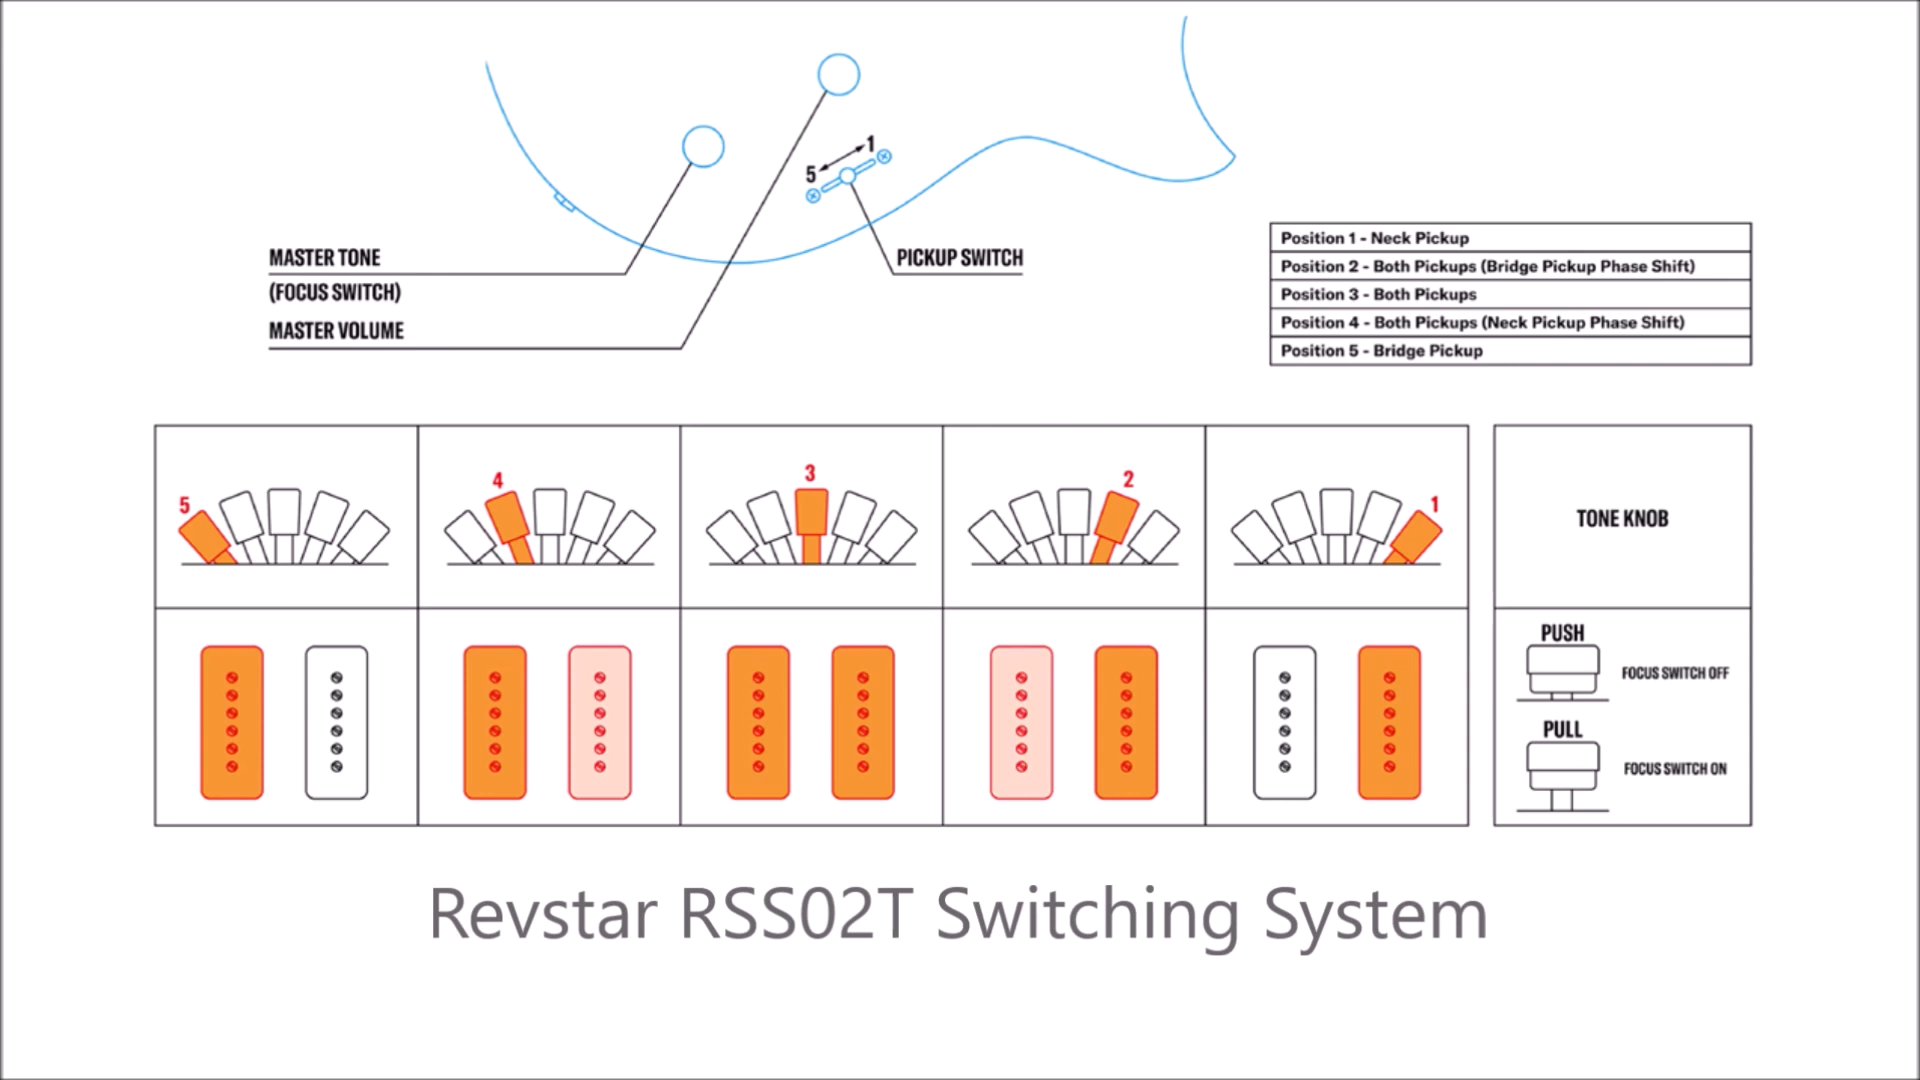 5 1
MASTER TONE
(FOCUS SWITCH)
MASTER VOLUME
PICKUP SWITCH
Position 1 - Neck Pickup
Position 2 - Both Pickups (Bridge Pickup Phase Shift)
Position 3 - Both Pickups
Position 4 - Both Pickups (Neck Pickup Phase Shift)
Position 5 - Bridge Pickup
5
4
3
2
1
TONE KNOB
PUSH
FOCUS SWITCH OFF
PULL
FOCUS SWITCH ON
Revstar RSS02T Switching System